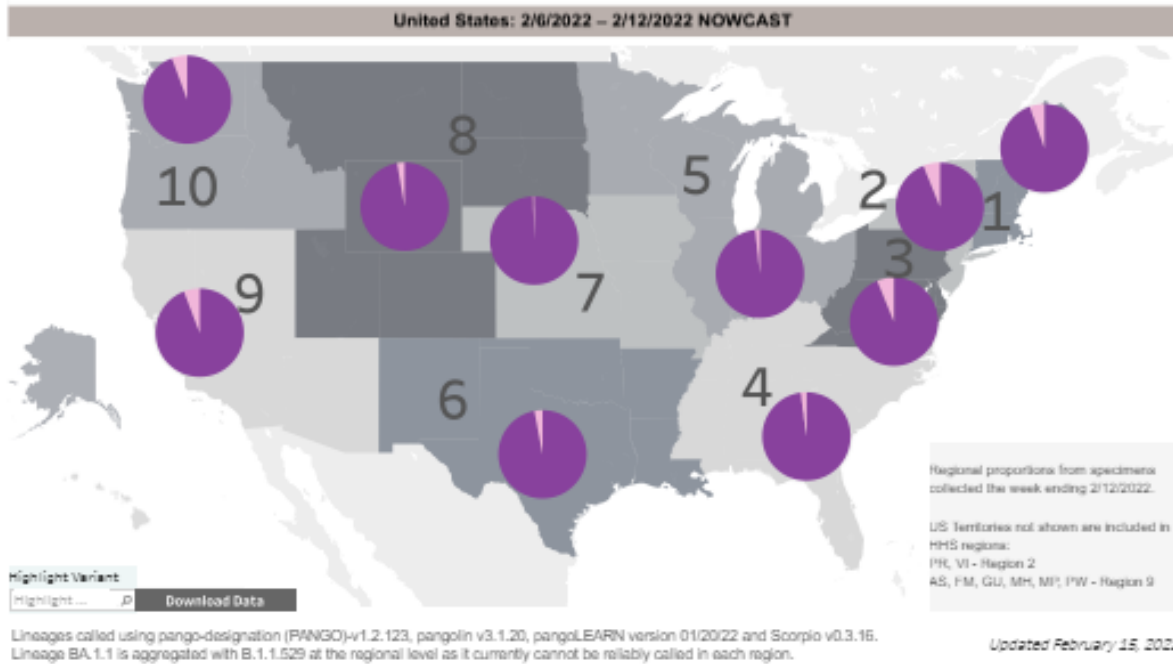 United States: 2/6/2022 – 2/12/2022 NOWCAST
8
10
5
2
1
3
9
7
6
4
Regional proportions from specimens
collected the week ending 2/12/2022.
US Territories not shown are included in
HHS regions:
PR, VI - Region 2
AS, FM, GU, MH, MP, PW - Region 9
Highlight Variant
Highlight ...
Download Data
Lineages called using pango-designation (PANGO)-v1.2.123, pangolin v3.1.20, pangoLEARN version 01/20/22 and Scorpio v0.3.16.
Lineage BA.1.1 is aggregated with B.1.1.529 at the regional level as it currently cannot be reliably called in each region.
Updated February 15, 202